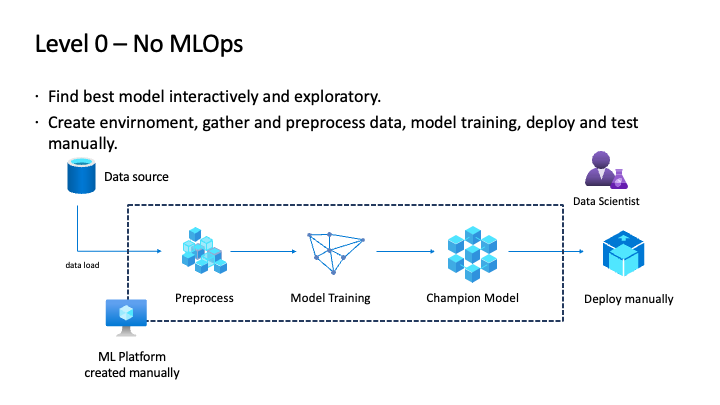 Level 0 – No MLOps
· Find best model interactively and exploratory.
· Create envirnoment, gather and preprocess data, model training, deploy and test
manually.
Data source
Data Scientist
data load
Preprocess
Model Training
Champion Model
Deploy manually
ML Platform
created manually